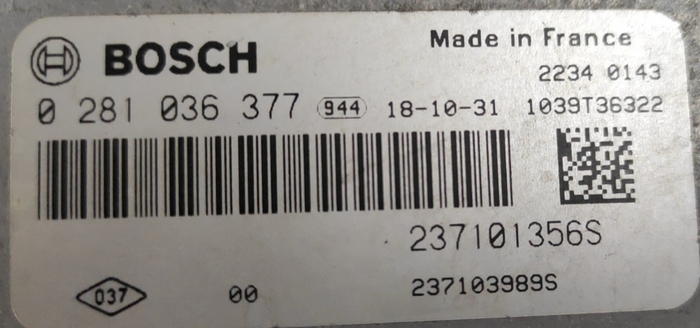 BOSCH
Made in France
2234 0143
0 281 036 377 944 18-10-31 1039T36322
237101356S
037 00 237103989S